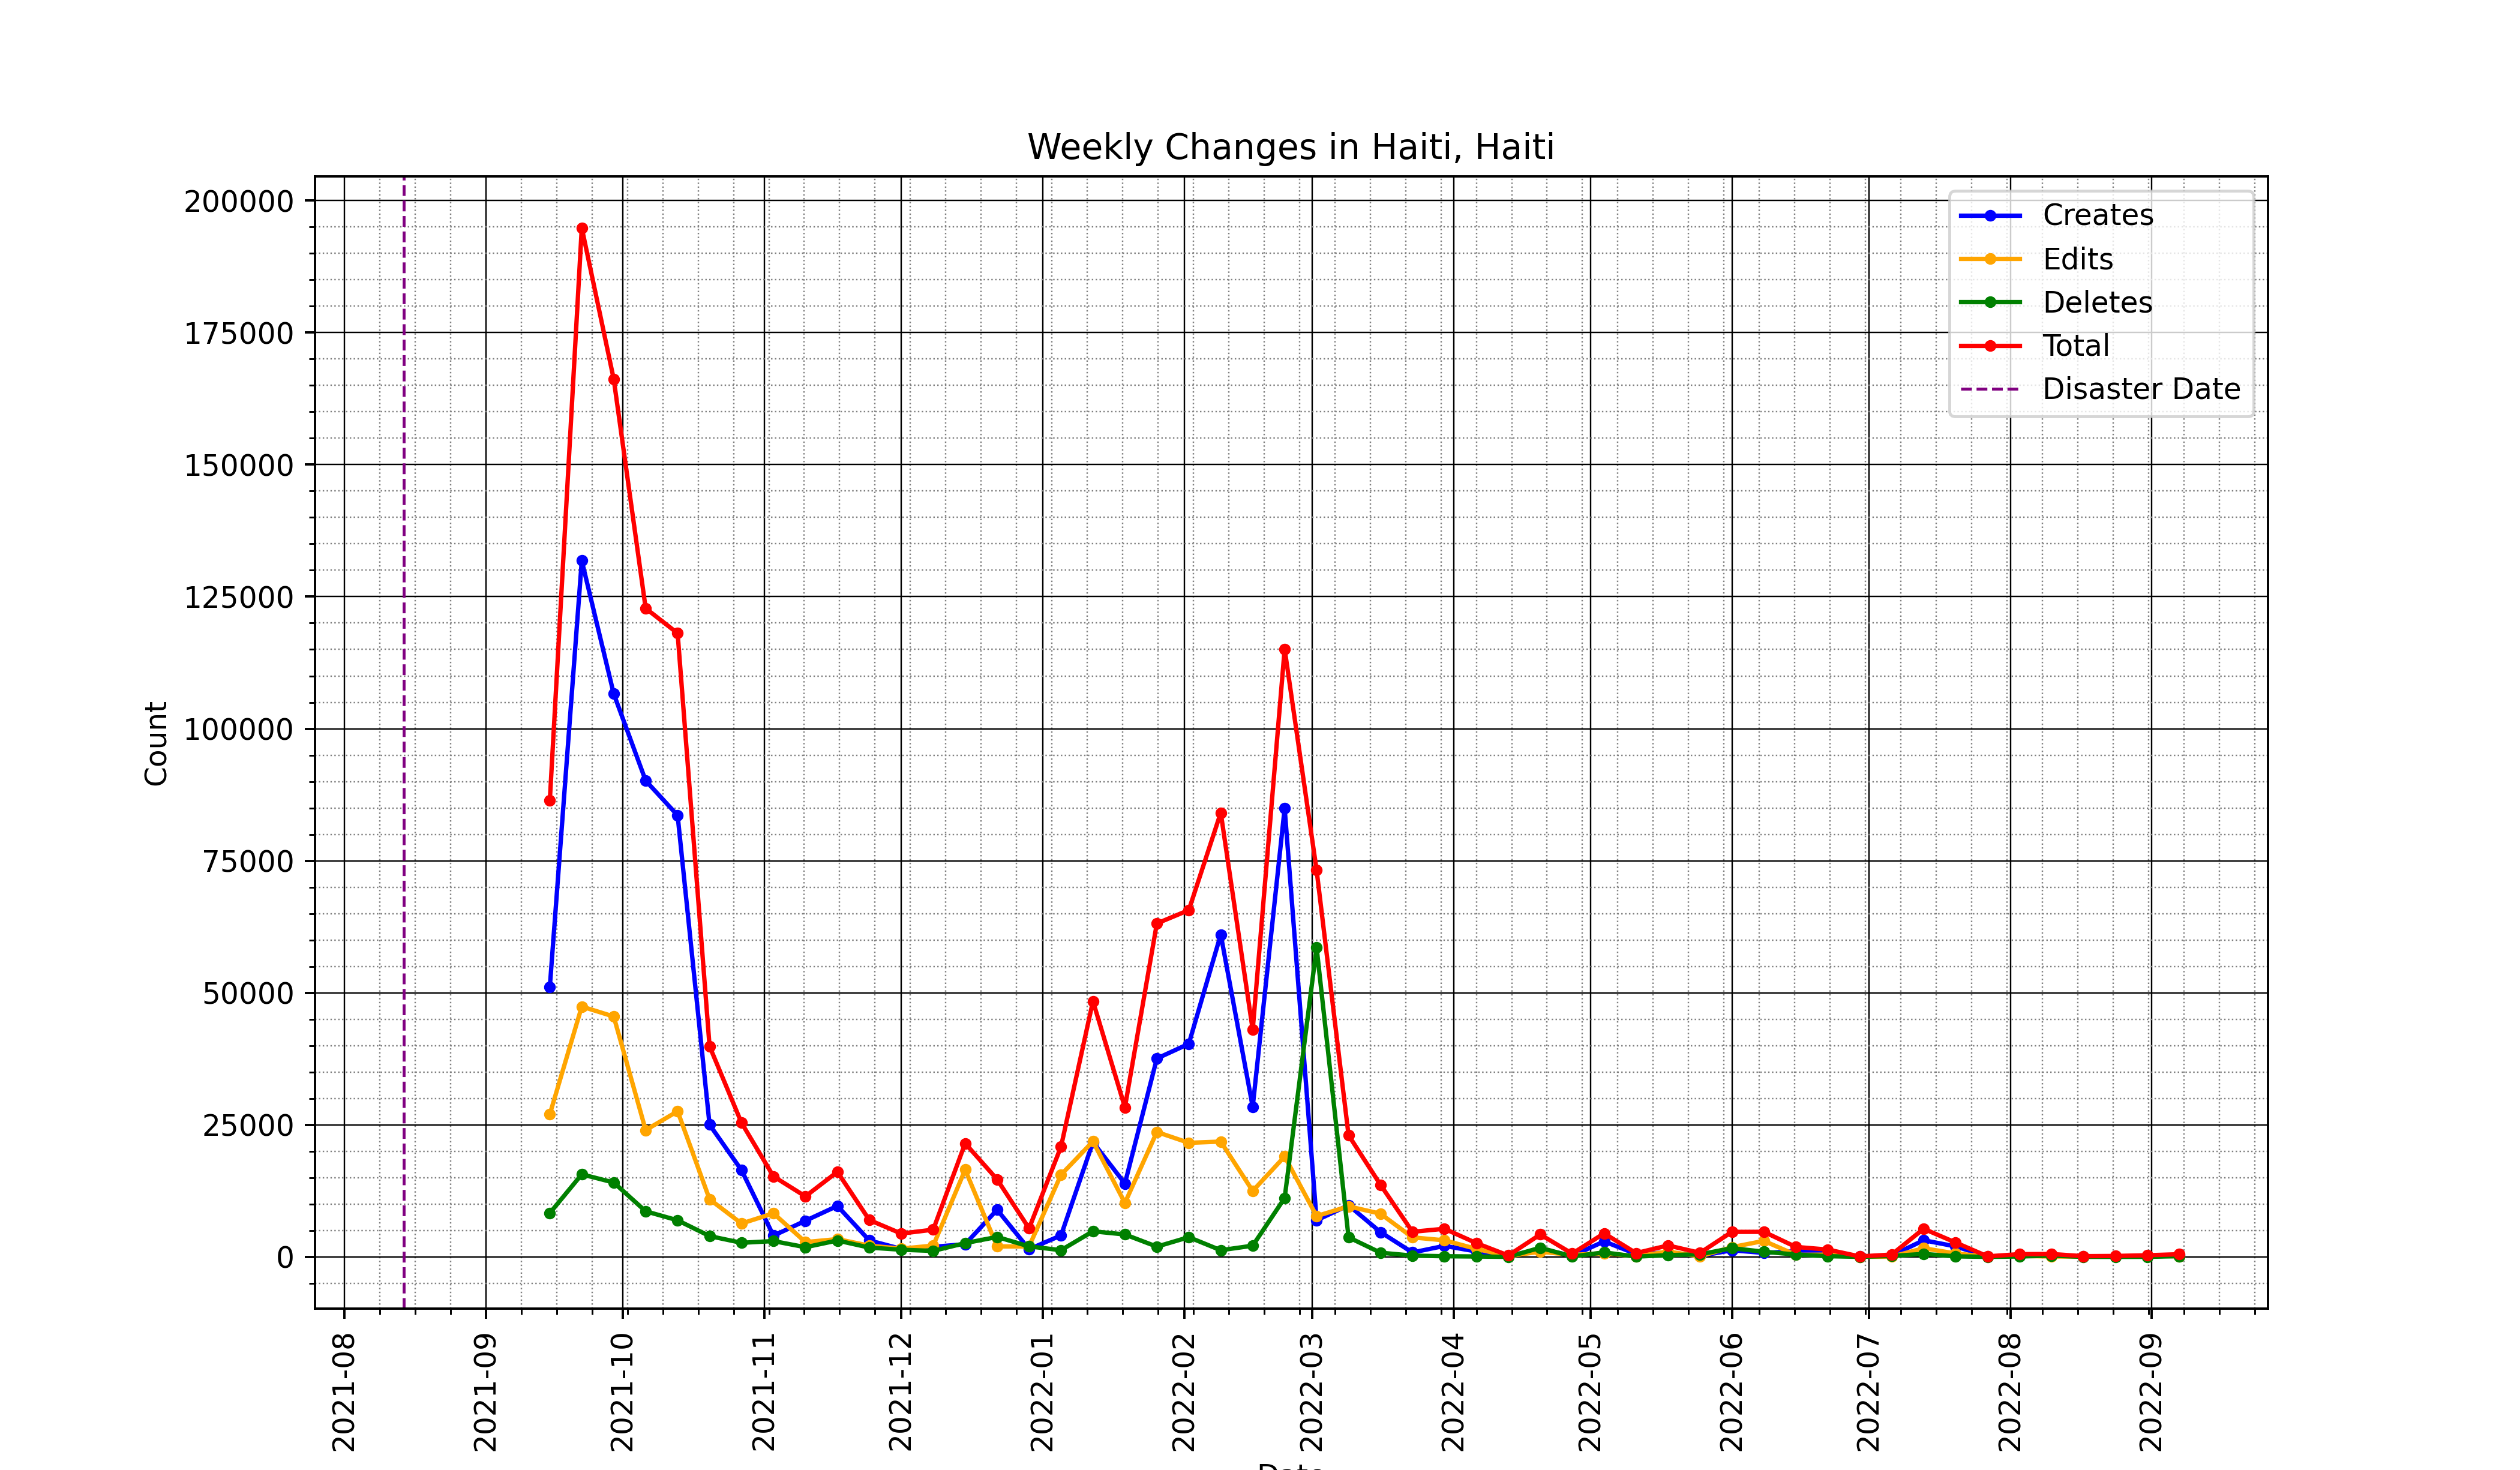 Weekly Changes in Haiti, Haiti
200000
175000
150000
125000
100000
75000
50000
25000
0
Count
Creates
Edits
Deletes
Total
Disaster Date
2021-08
2021-09
2021-10
2021-11
2021-12
2022-01
2022-02
2022-03
2022-04
2022-05
2022-06
2022-07
2022-08
2022-09
Date